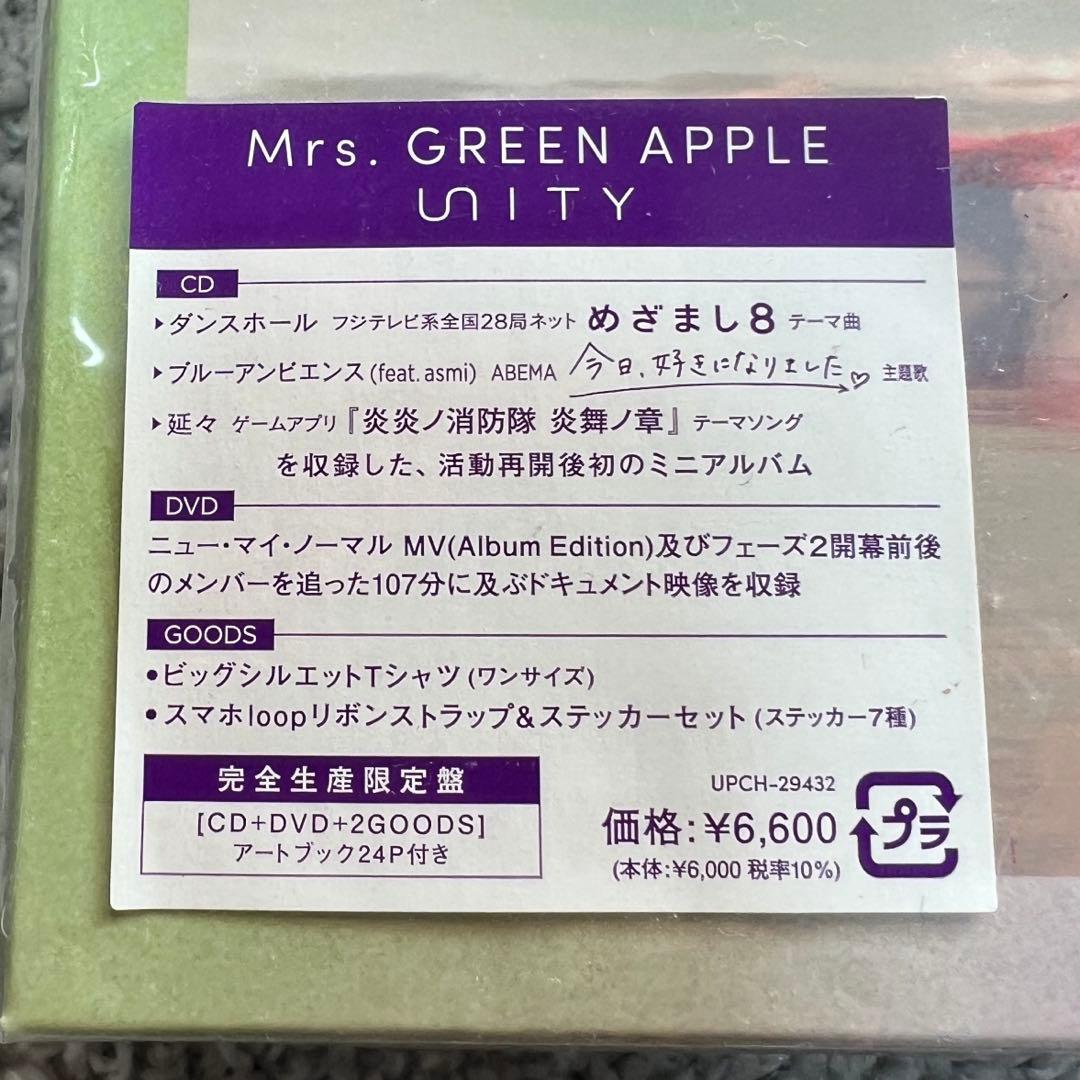 Mrs. GREEN APPLE
UNITY
CD
▶ダンスホール フジテレビ系全国28局ネット めざまし8 テーマ曲
▶ブルーアンビエンス(feat. asmi) ABEMA 今日、好きになりました♡ 主題歌
▶延々 ゲームアプリ『炎炎ノ消防隊 炎舞ノ章』テーマソング
を収録した、活動再開後初のミニアルバム
DVD
ニュー・マイ・ノーマル MV(Album Edition)及びフェーズ2開幕前後
のメンバーを追った107分に及ぶドキュメント映像を収録
GOODS
•ビッグシルエットTシャツ(ワンサイズ)
•スマホloopリボンストラップ&ステッカーセット(ステッカー7種)
完全生産限定盤
[CD+DVD+2GOODS]
アートブック24P付き
UPCH-29432
価格:¥6,600
(本体:¥6,000 税率10%)
プラ